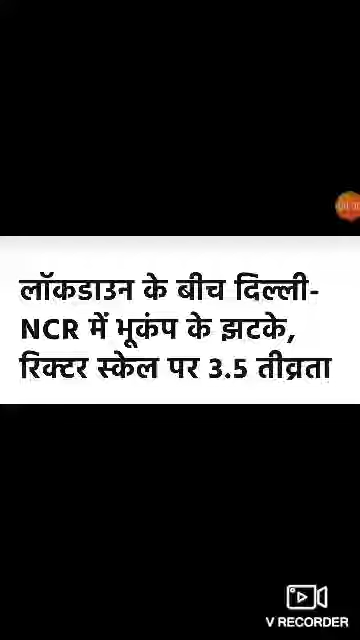 लॉकडाउन के बीच दिल्ली-
NCR में भूकंप के झटके,
रिक्टर स्केल पर 3.5 तीव्रता
V RECORDER